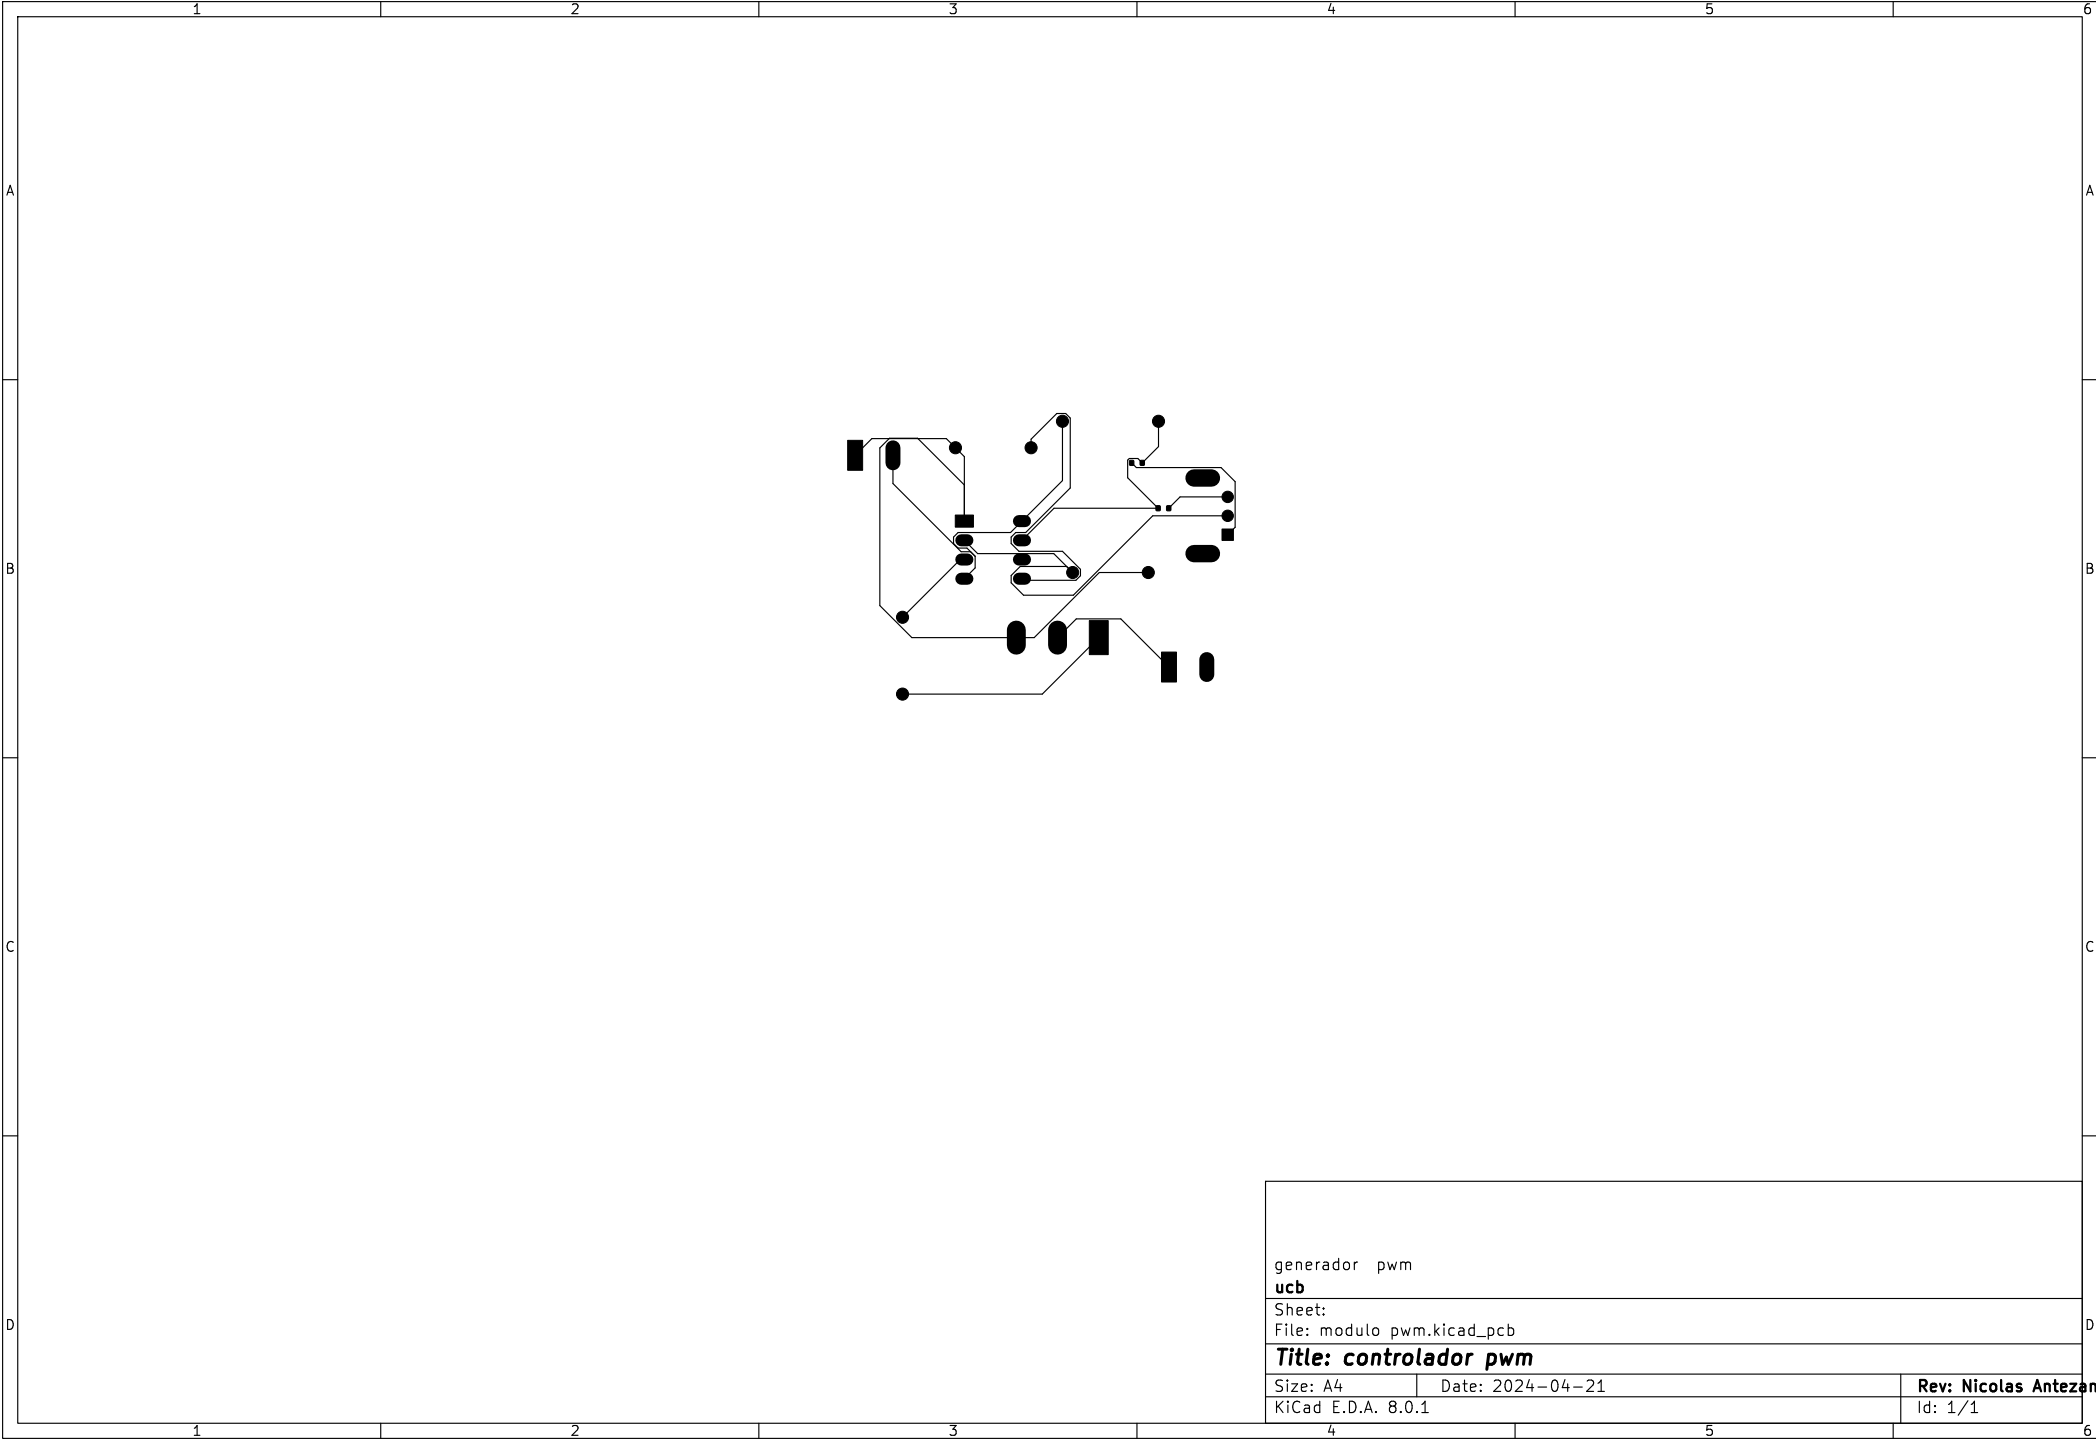 1 2 3 4 5 6
A A
B B
C C
generador pwm
ucb
Sheet:
File: modulo pwm.kicad_pcb
D D
Title: controlador pwm
Size: A4 Date: 2024-04-21 Rev: Nicolas Antezan
KiCad E.D.A. 8.0.1 Id: 1/1
1 2 3 4 5 6